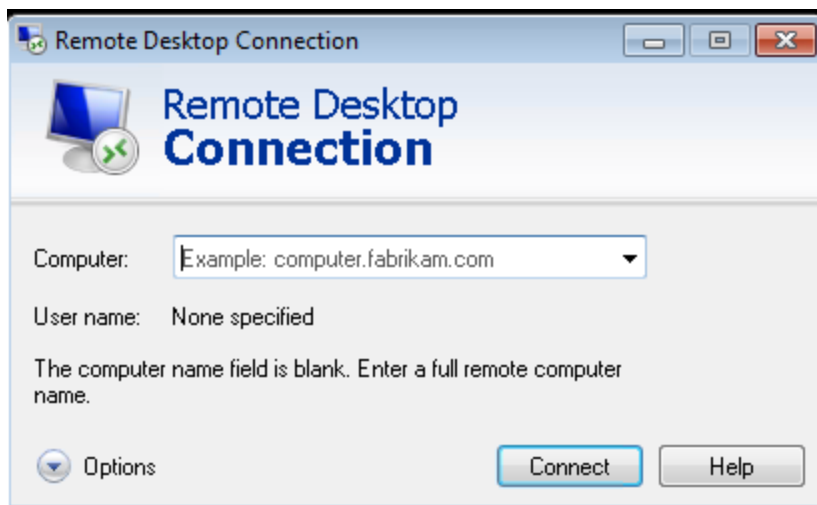 Remote Desktop Connection
Remote Desktop
Connection
Computer:
Example: computer.fabrikam.com
User name:
None specified
The computer name field is blank. Enter a full remote computer
name.
Options
Connect
Help